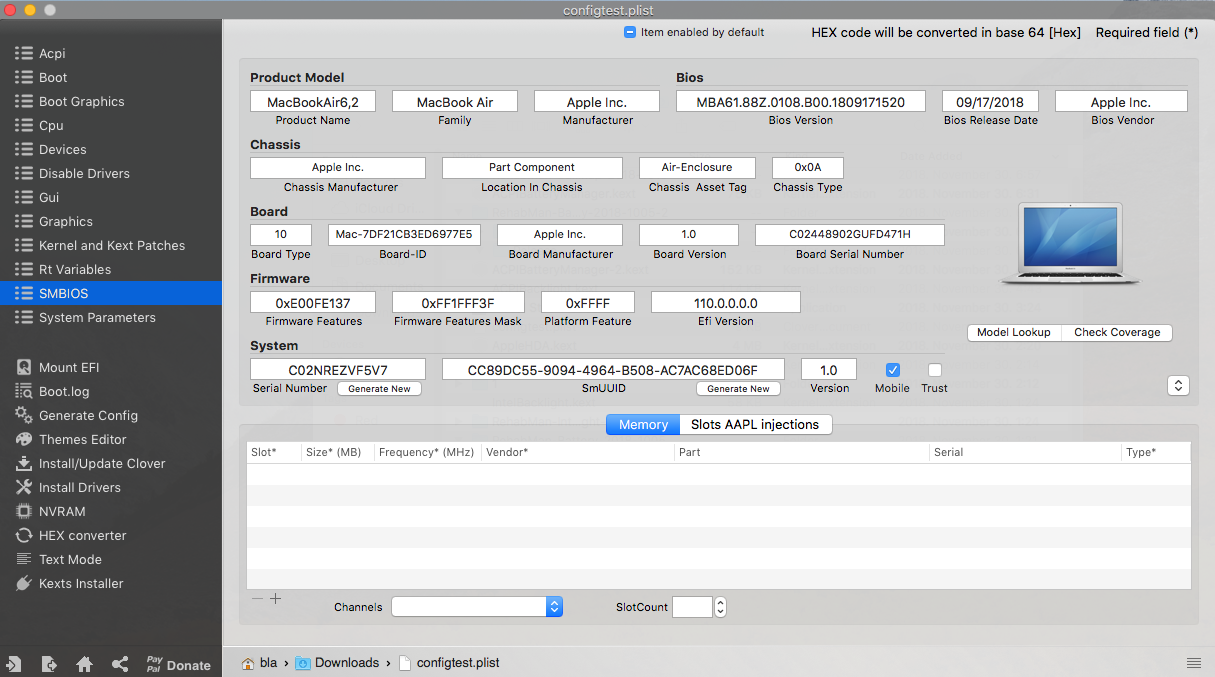 configtest.plist
Item enabled by default
HEX code will be converted in base 64 [Hex]
Required field (*)
Acpi
Boot
Boot Graphics
Cpu
Devices
Disable Drivers
Gui
Graphics
Kernel and Kext Patches
Rt Variables
SMBIOS
System Parameters
Mount EFI
Boot.log
Generate Config
Themes Editor
Install/Update Clover
Install Drivers
NVRAM
HEX converter
Text Mode
Kexts Installer
Pay Pal Donate
Product Model
Bios
MacBookAir6,2
MacBook Air
Apple Inc.
MBA61.88Z.0108.B00.1809171520
09/17/2018
Apple Inc.
Product Name
Family
Manufacturer
Bios Version
Bios Release Date
Bios Vendor
Chassis
Apple Inc.
Part Component
Air-Enclosure
0x0A
Chassis Manufacturer
Location In Chassis
Chassis Asset Tag
Chassis Type
Board
10
Mac-7DF21CB3ED6977E5
Apple Inc.
1.0
C02448902GUFD471H
Board Type
Board-ID
Board Manufacturer
Board Version
Board Serial Number
Firmware
0xE00FE137
0xFF1FFF3F
0xFFFF
110.0.0.0.0
Firmware Features
Firmware Features Mask
Platform Feature
Efi Version
Model Lookup
Check Coverage
System
C02NREZVF5V7
CC89DC55-9094-4964-B508-AC7AC68ED06F
1.0
Serial Number
Generate New
SmUUID
Generate New
Version
Mobile
Trust
Memory
Slots AAPL injections
Slot*
Size* (MB)
Frequency* (MHz)
Vendor*
Part
Serial
Type*
Channels
SlotCount
bla › Downloads › configtest.plist